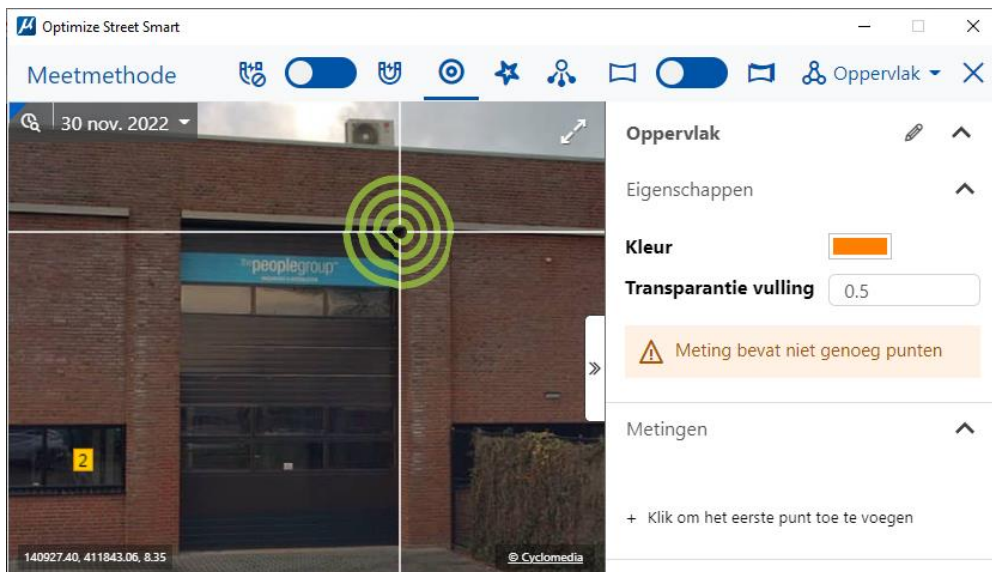 Optimize Street Smart
Meetmethode
Oppervlak
30 nov. 2022
Oppervlak
Eigenschappen
Kleur
Transparantie vulling 0.5
Meting bevat niet genoeg punten
Metingen
+ Klik om het eerste punt toe te voegen
the peoplegroup
2
140927.40, 411843.06, 8.35
© Cyclomedia